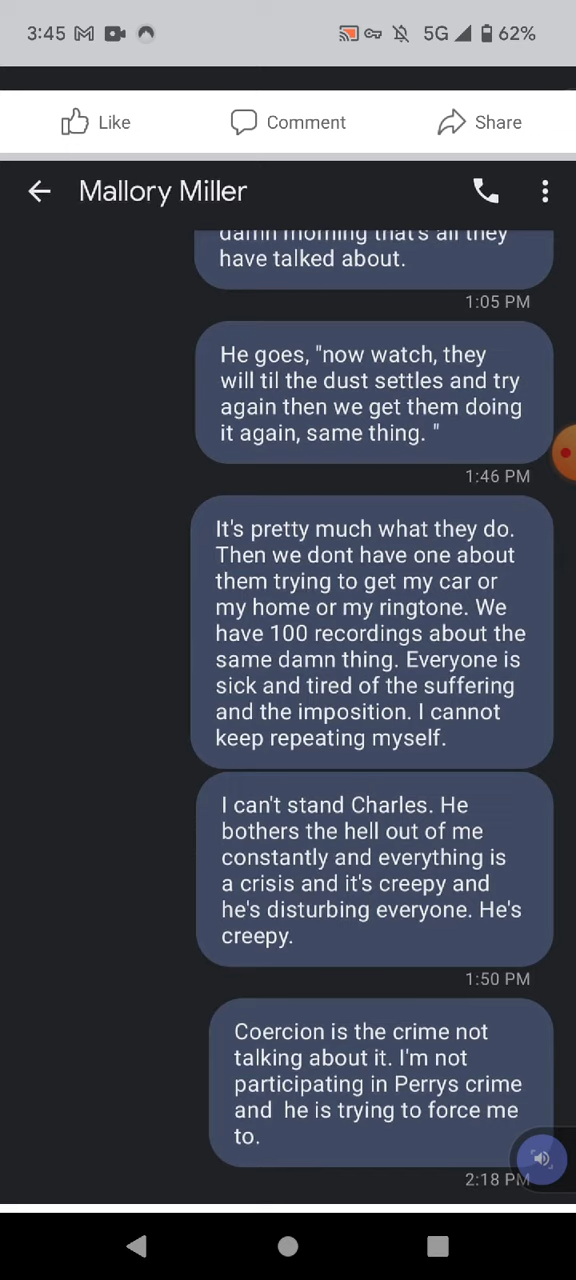 3:45
5G
62%
Like
Comment
Share
Mallory Miller
damn morning that's all they
have talked about.
1:05 PM
He goes, "now watch, they
will til the dust settles and try
again then we get them doing
it again, same thing. "
1:46 PM
It's pretty much what they do.
Then we dont have one about
them trying to get my car or
my home or my ringtone. We
have 100 recordings about the
same damn thing. Everyone is
sick and tired of the suffering
and the imposition. I cannot
keep repeating myself.
I can't stand Charles. He
bothers the hell out of me
constantly and everything is
a crisis and it's creepy and
he's disturbing everyone. He's
creepy.
1:50 PM
Coercion is the crime not
talking about it. I'm not
participating in Perrys crime
and  he is trying to force me
to.
2:18 PM